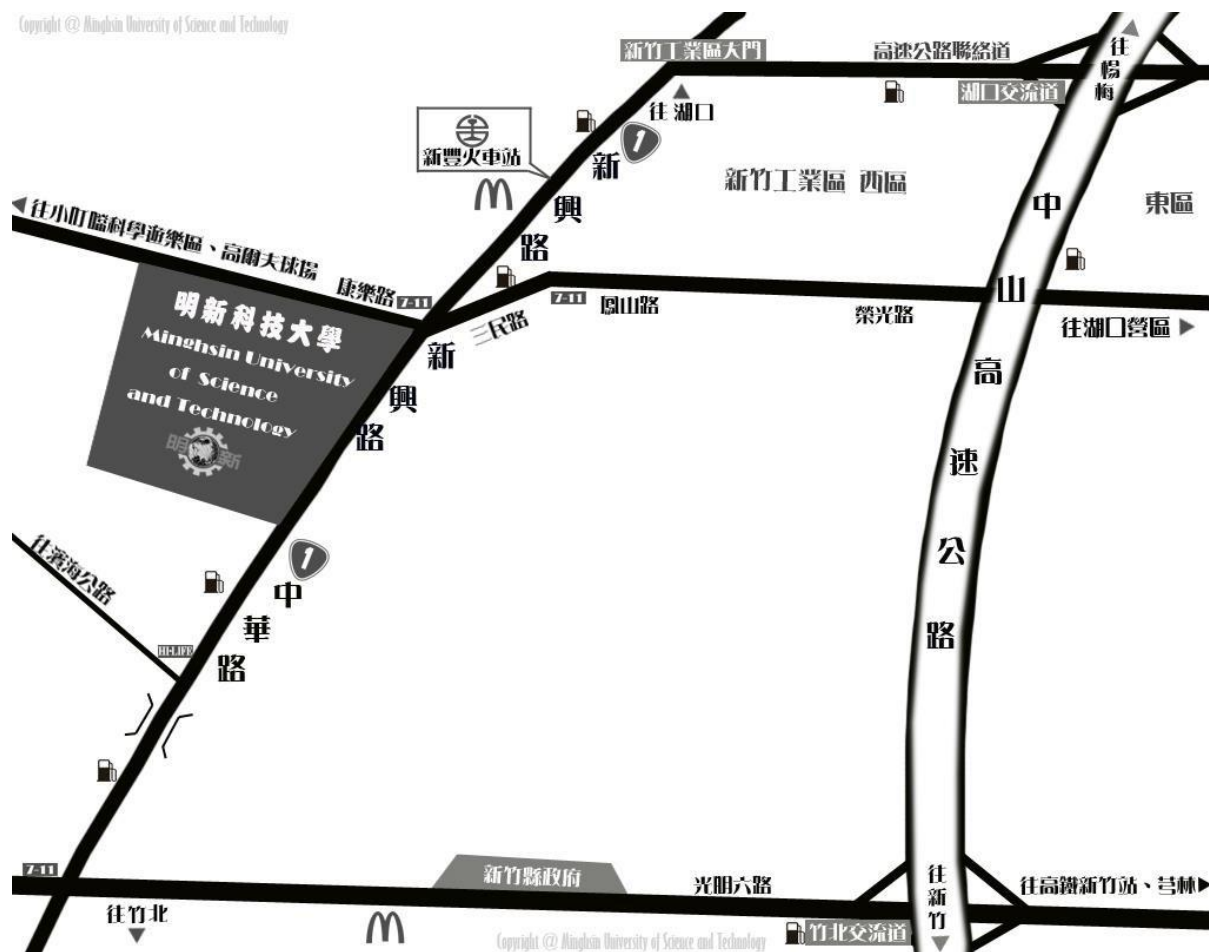 Copyright @ Minghsin University of Science and Technology
新竹工業區大門
高速公路聯絡道
往楊梅
湖口交流道
往湖口
1
新豐火車站
新興路
新竹工業區 西區
東區
中山高速公路
往小叮噹科學遊樂區、高爾夫球場
康樂路
7-11
7-11
鳳山路
三民路
榮光路
往湖口營區
明新科技大學
Minghsin University
of Science
and Technology
明新
新興路
1
往濱海公路
中華路
HI-LIFE
7-11
新竹縣政府
光明六路
往新竹
往高鐵新竹站、芎林
往竹北
竹北交流道
Copyright @ Minghsin University of Science and Technology